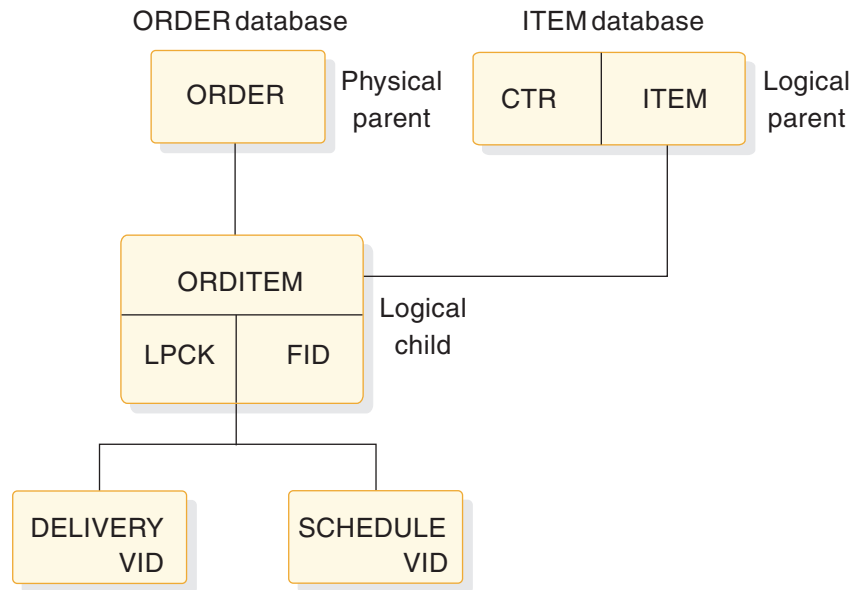 ORDER database
ITEM database
ORDER
Physical
parent
CTR
ITEM
Logical
parent
ORDITEM
LPCK
FID
Logical
child
DELIVERY
VID
SCHEDULE
VID